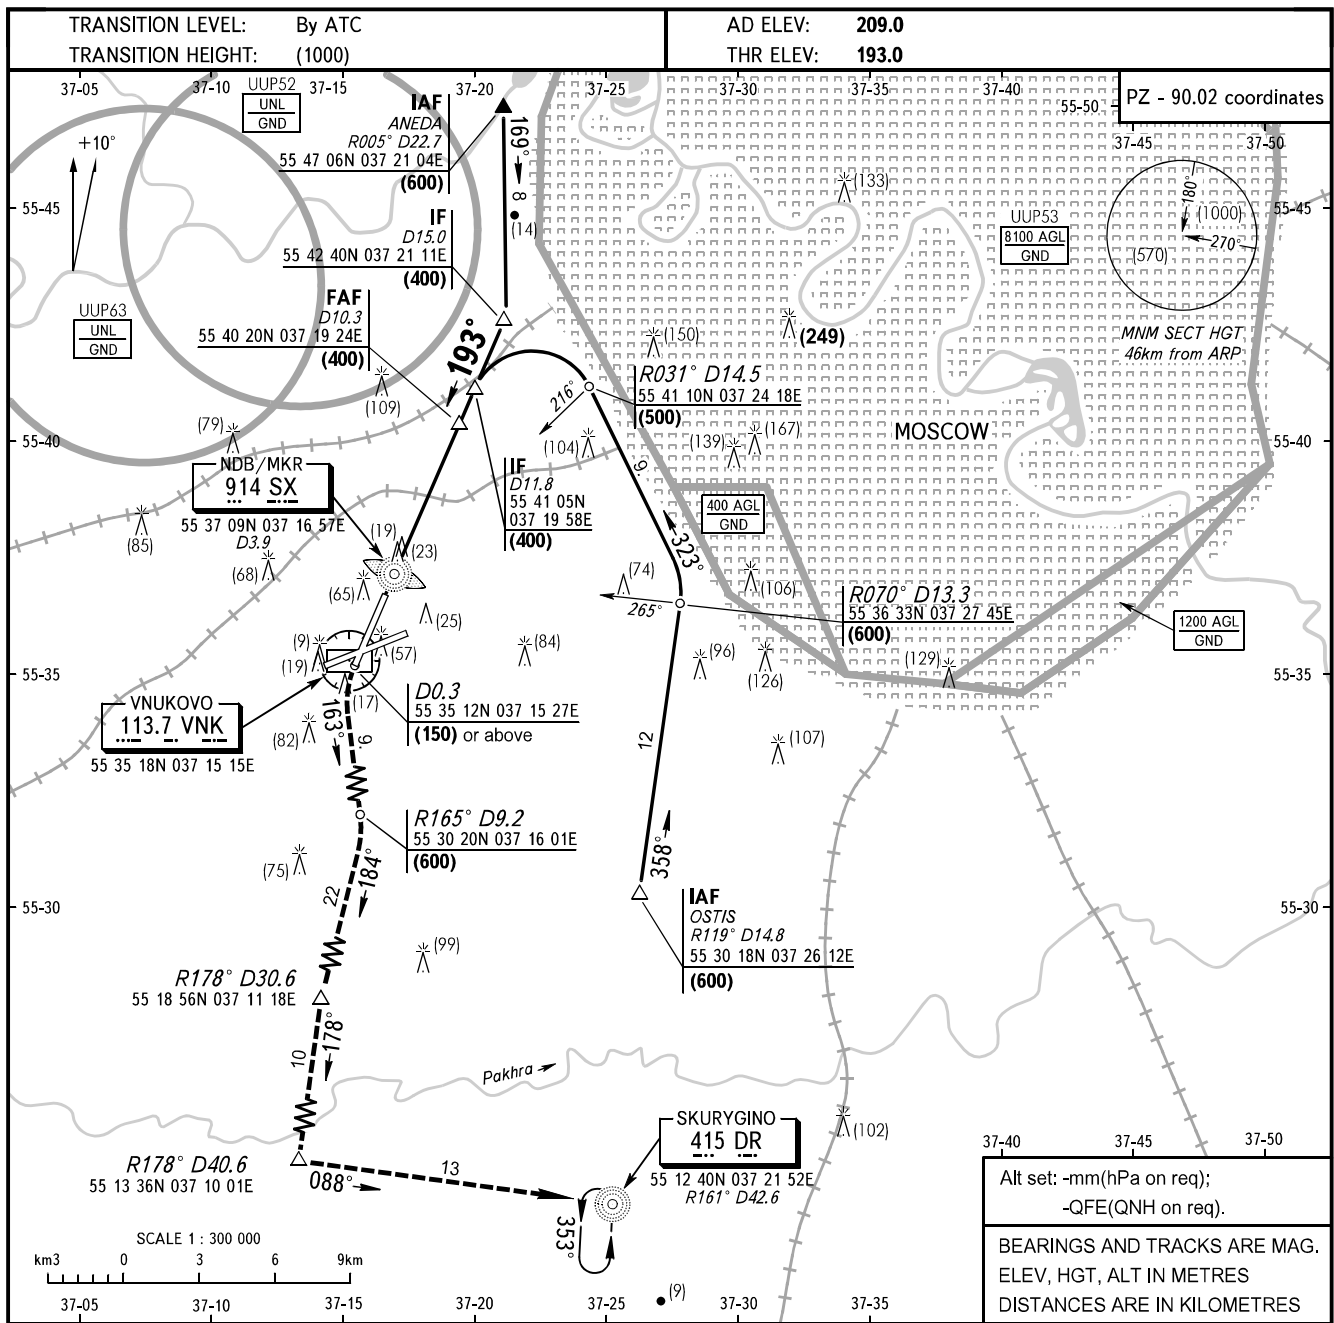 TRANSITION LEVEL: By ATC
TRANSITION HEIGHT: (1000)
AD ELEV: 209.0
THR ELEV: 193.0
37-05
37-10
37-15
37-20
37-25
37-30
37-35
37-40
55-50
PZ - 90.02 coordinates
37-45
37-50
UUP52
UNL
GND
+10°
IAF
ANEDA
R005° D22.7
55 47 06N 037 21 04E
(600)
169°
8
(14)
(133)
55-45
55-45
UUP53
8100 AGL
GND
180°
(1000)
270°
(570)
MNM SECT HGT
46km from ARP
IF
D15.0
55 42 40N 037 21 11E
(400)
UUP63
UNL
GND
FAF
D10.3
55 40 20N 037 19 24E
(400)
193°
(150)
(249)
(109)
216°
R031° D14.5
55 41 10N 037 24 18E
(500)
(79)
55-40
55-40
(104)
(139)
(167)
MOSCOW
9
NDB/MKR
914 SX
55 37 09N 037 16 57E
D3.9
IF
D11.8
55 41 05N
037 19 58E
(400)
400 AGL
GND
(85)
(68)
(19)
(23)
(65)
(25)
323°
(74)
265°
(106)
R070° D13.3
55 36 33N 037 27 45E
(600)
1200 AGL
GND
(9)
(19)
(57)
(84)
(96)
(126)
(129)
55-35
55-35
(17)
VNUKOVO
113.7 VNK
55 35 18N 037 15 15E
D0.3
55 35 12N 037 15 27E
(150) or above
163°
9
(82)
12
(107)
R165° D9.2
55 30 20N 037 16 01E
(600)
(75)
184°
22
358°
55-30
55-30
IAF
OSTIS
R119° D14.8
55 30 18N 037 26 12E
(600)
(99)
R178° D30.6
55 18 56N 037 11 18E
178°
10
Pakhra
SKURYGINO
415 DR
55 12 40N 037 21 52E
R161° D42.6
(102)
37-40
37-45
37-50
R178° D40.6
55 13 36N 037 10 01E
088°
13
353°
Alt set: -mm(hPa on req);
-QFE(QNH on req).
BEARINGS AND TRACKS ARE MAG.
ELEV, HGT, ALT IN METRES
DISTANCES ARE IN KILOMETRES
SCALE 1 : 300 000
km3 0 3 6 9km
(9)
37-05
37-10
37-15
37-20
37-25
37-30
37-35